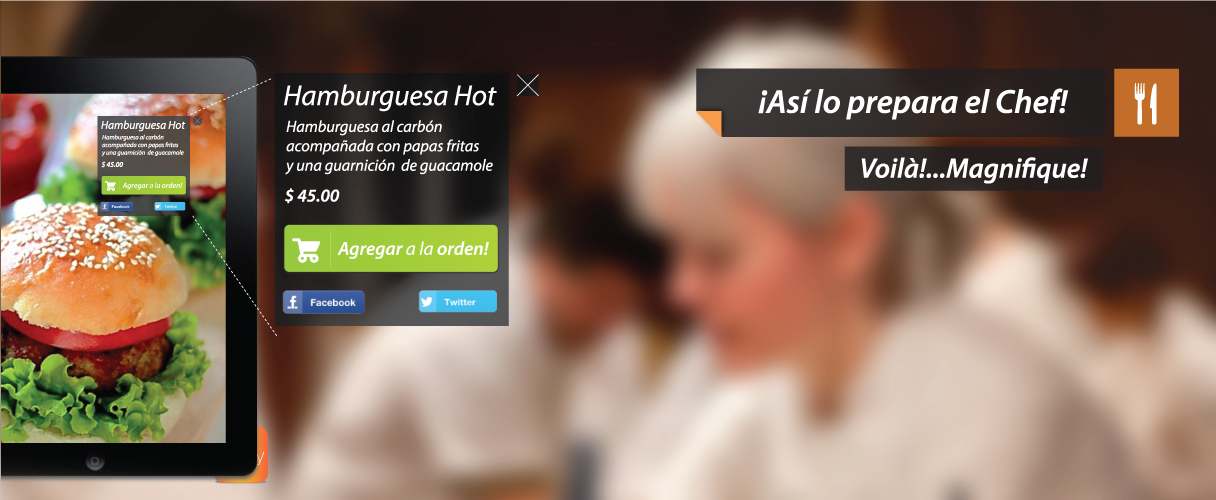 Hamburguesa Hot
Hamburguesa al carbón
acompañada con papas fritas
y una guarnición de guacamole
$ 45.00
Agregar a la orden!
Facebook
Twitter
Hamburguesa Hot
Hamburguesa al carbón
acompañada con papas fritas
y una guarnición de guacamole
$ 45.00
Agregar a la orden!
Facebook
Twitter
¡Así lo prepara el Chef!
Voilà!...Magnifique!